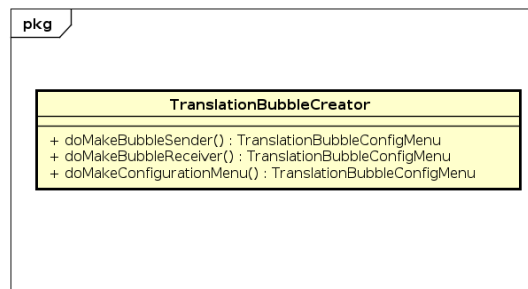 pkg
TranslationBubbleCreator
+ doMakeBubbleSender() : TranslationBubbleConfigMenu
+ doMakeBubbleReceiver() : TranslationBubbleConfigMenu
+ doMakeConfigurationMenu() : TranslationBubbleConfigMenu